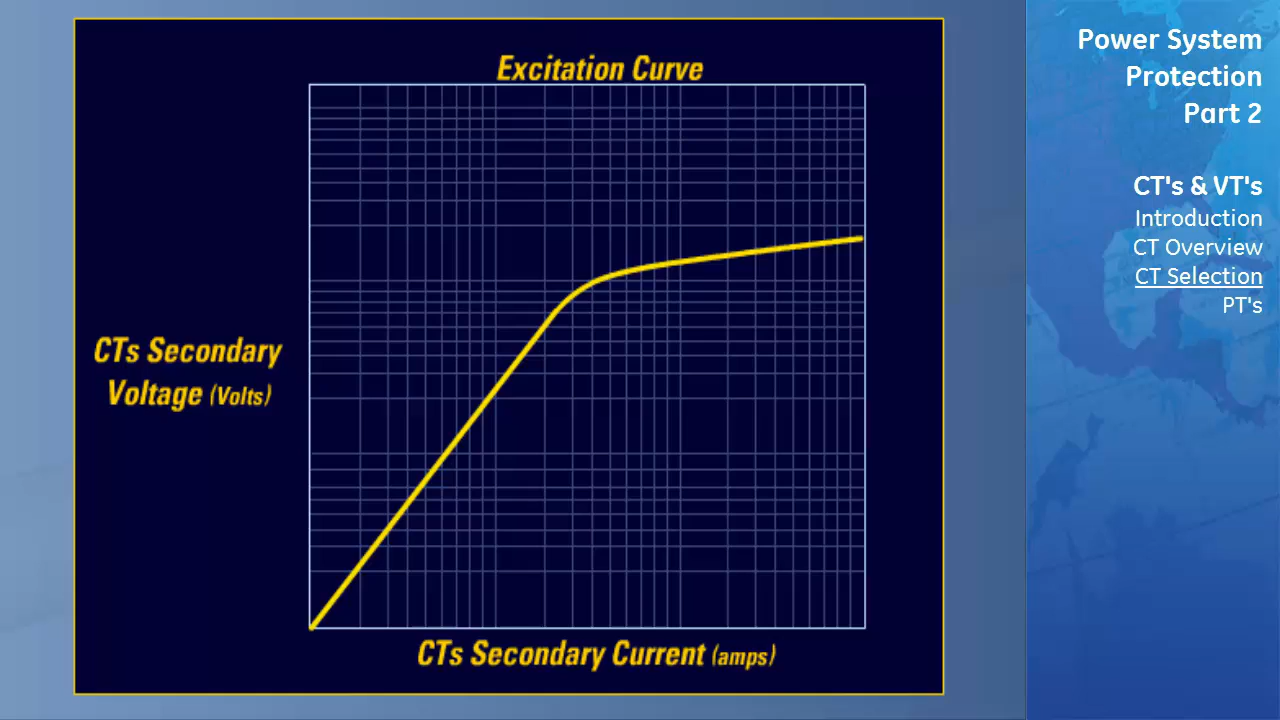 Excitation Curve
CTs Secondary
Voltage (Volts)
CTs Secondary Current (amps)
Power System
Protection
Part 2
CT's & VT's
Introduction
CT Overview
CT Selection
PT's